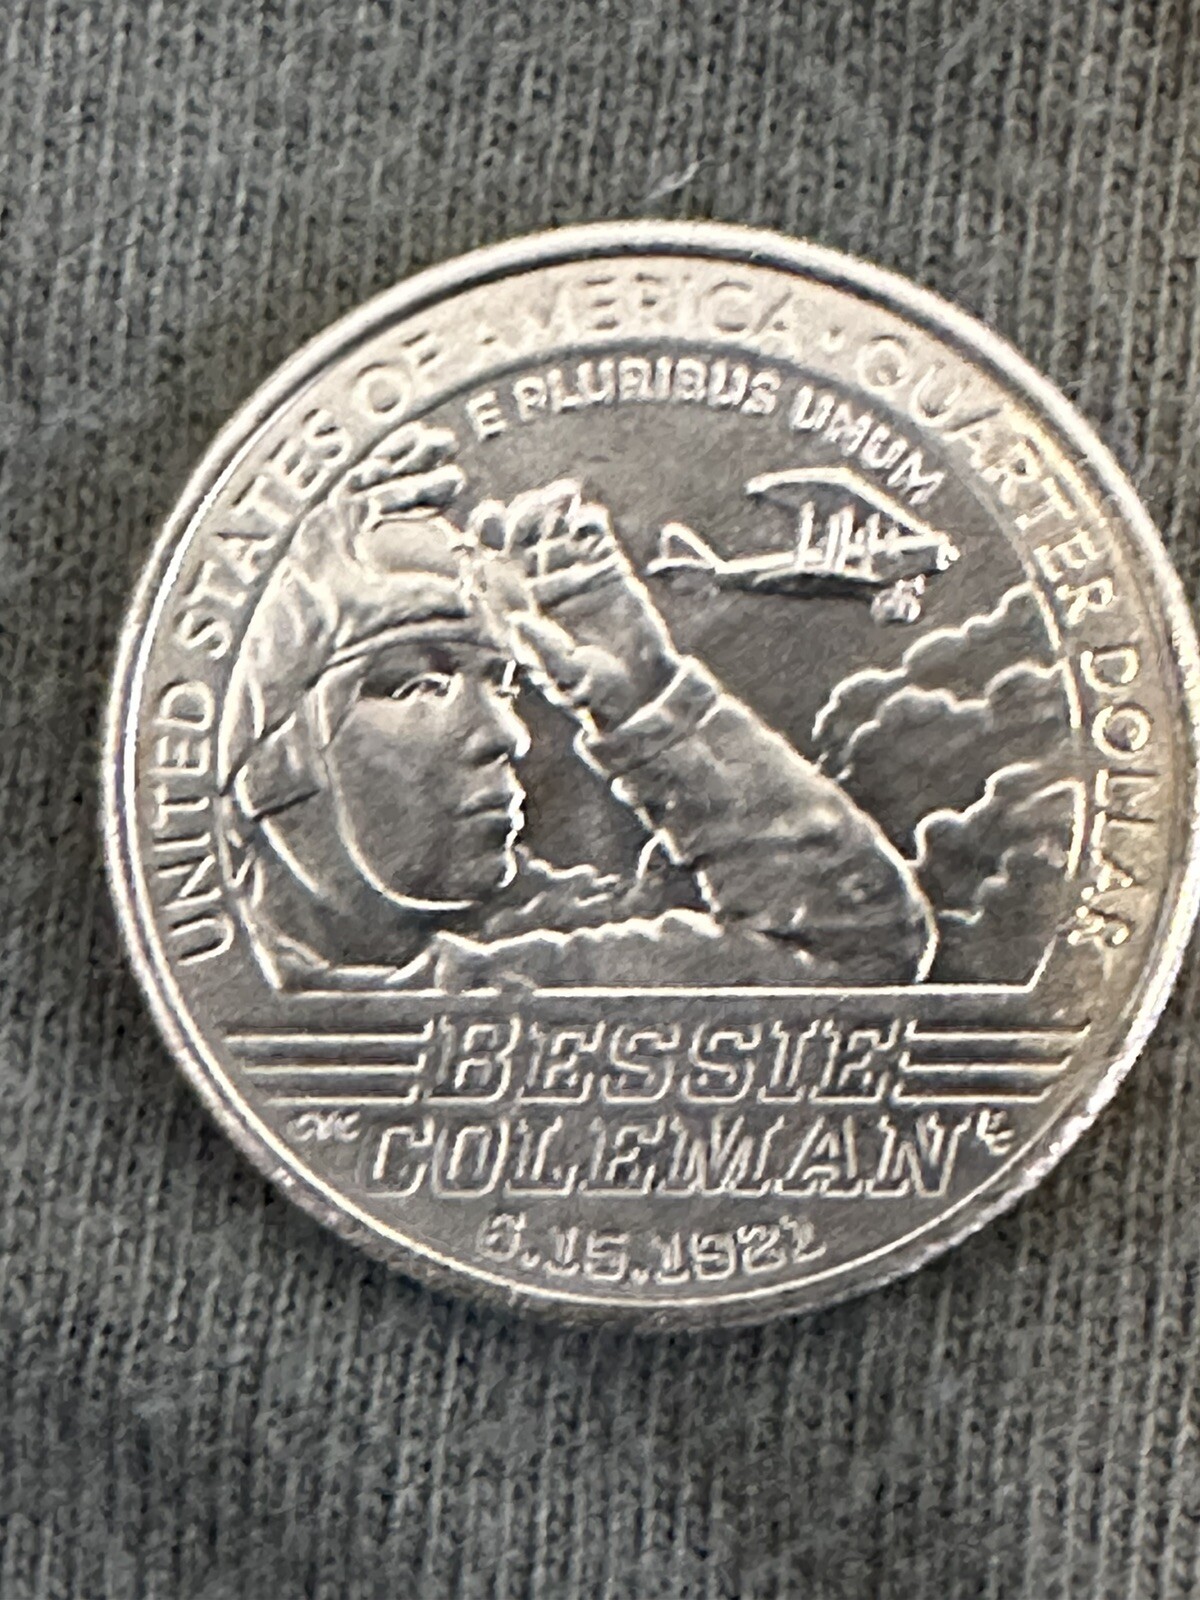 UNITED STATES OF AMERICA · QUARTER DOLLAR
E PLURIBUS UNUM
BESSIE
COLEMAN
6.15.1921